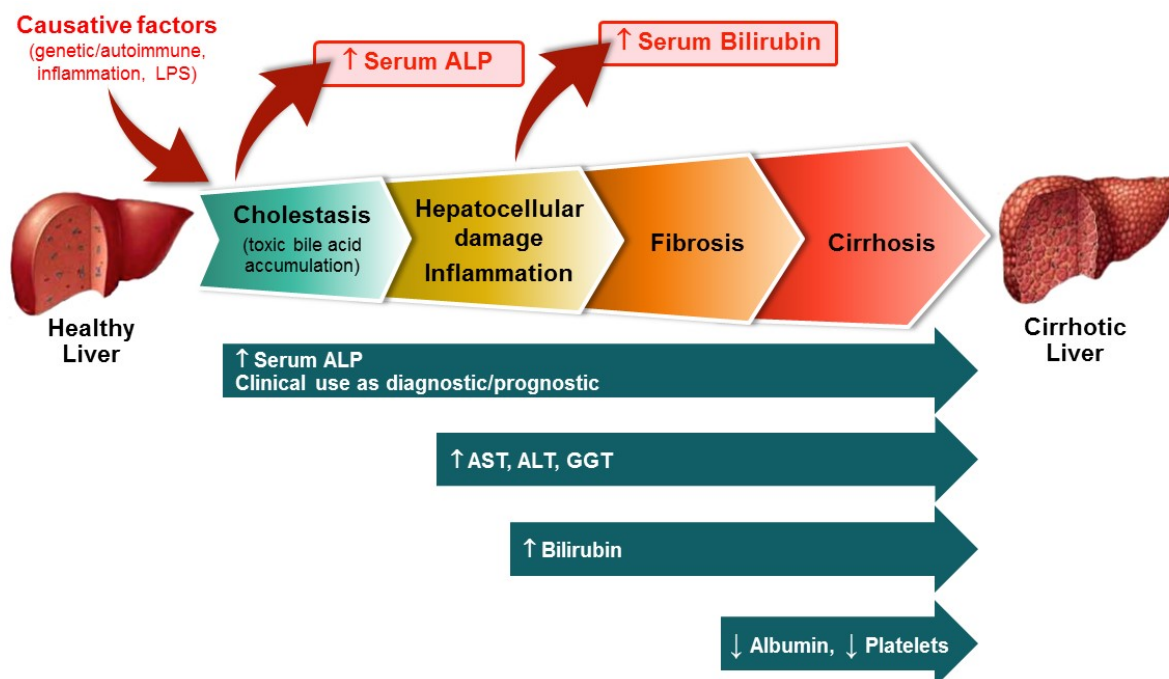 Causative factors
(genetic/autoimmune,
inflammation, LPS)
↑ Serum ALP
↑ Serum Bilirubin
Healthy
Liver
Cholestasis
(toxic bile acid
accumulation)
Hepatocellular
damage
Inflammation
Fibrosis
Cirrhosis
Cirrhotic
Liver
↑ Serum ALP
Clinical use as diagnostic/prognostic
↑ AST, ALT, GGT
↑ Bilirubin
↓ Albumin, ↓ Platelets